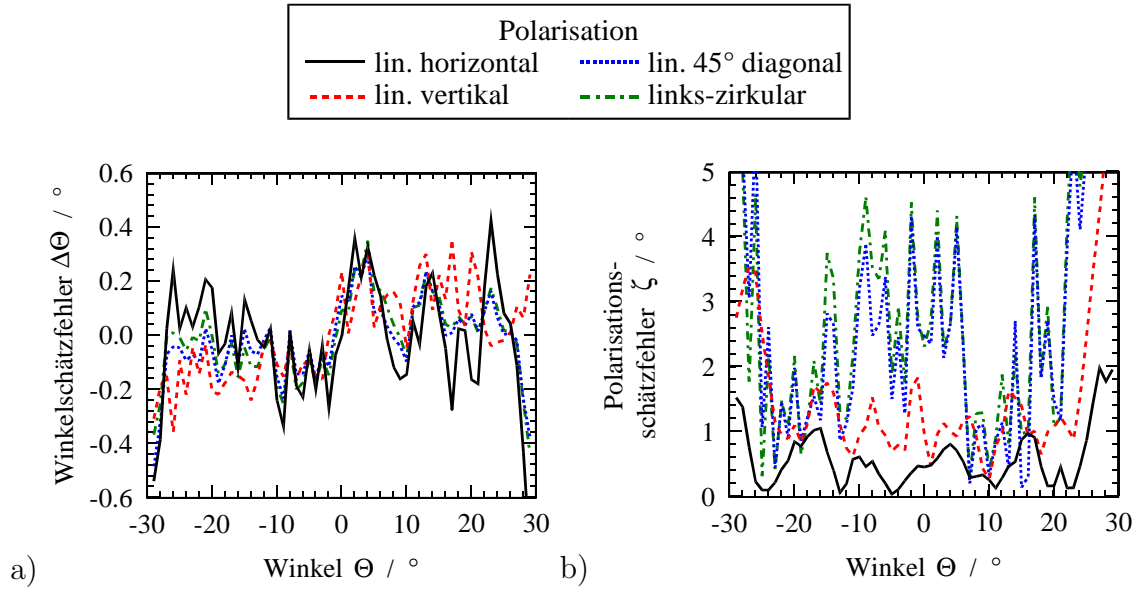 Polarisation
lin. horizontal
lin. 45° diagonal
lin. vertikal
links-zirkular
Winkelschätzfehler ΔΘ / °
0.6
0.4
0.2
0.0
-0.2
-0.4
-0.6
-30 -20 -10 0 10 20 30
Winkel Θ / °
a)
Polarisations-
schätzfehler ζ / °
5
4
3
2
1
0
-30 -20 -10 0 10 20 30
Winkel Θ / °
b)